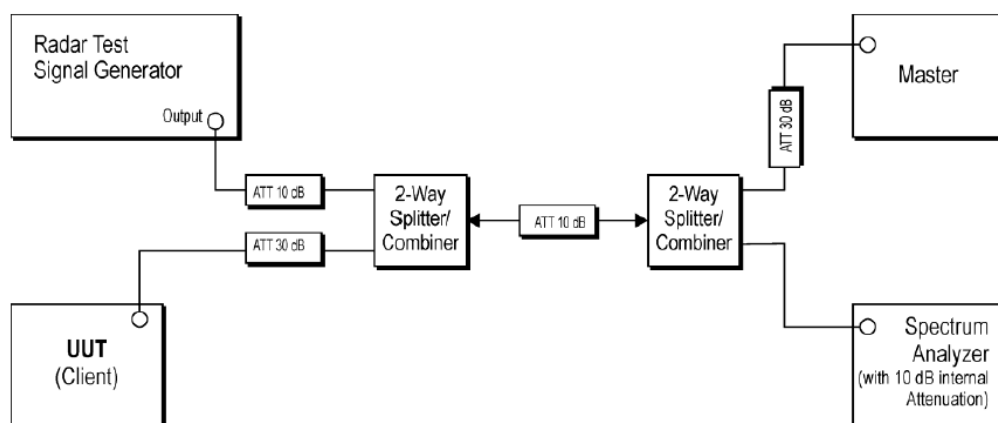 Radar Test
Signal Generator
Output
ATT 10 dB
2-Way
Splitter/
Combiner
ATT 30 dB
UUT
(Client)
ATT 10 dB
2-Way
Splitter/
Combiner
ATT 30 dB
Master
Spectrum
Analyzer
(with 10 dB internal
Attenuation)